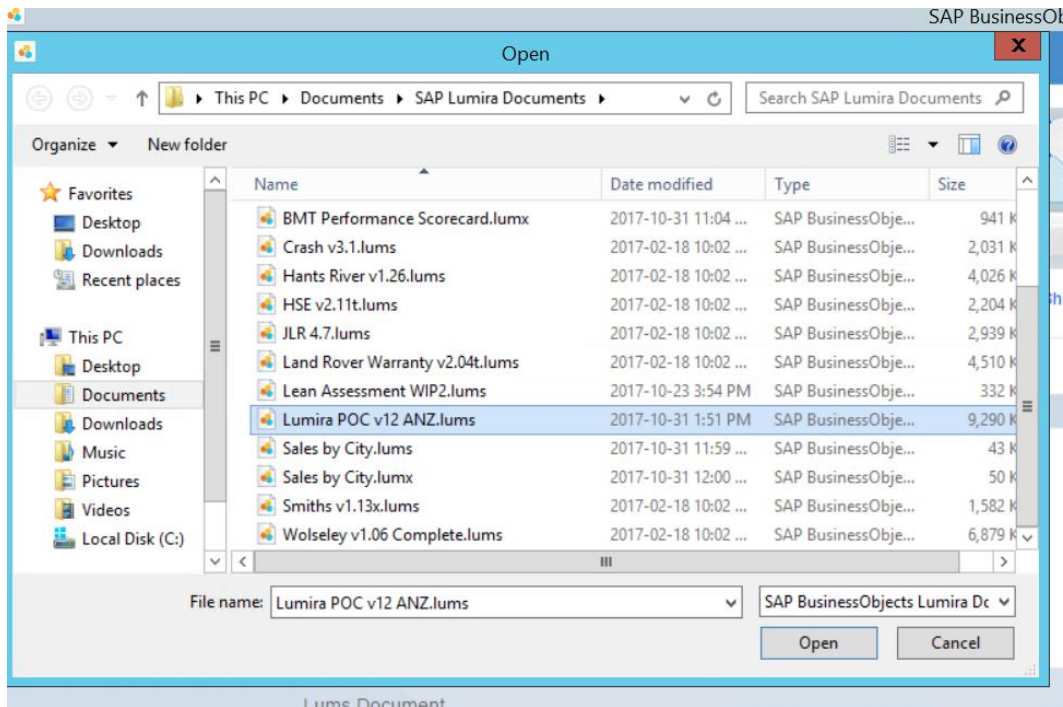 SAP BusinessOb
Open
This PC Documents SAP Lumira Documents Search SAP Lumira Documents
Organize New folder
Favorites
Desktop
Downloads
Recent places
This PC
Desktop
Documents
Downloads
Music
Pictures
Videos
Local Disk (C:)
Name Date modified Type Size
BMT Performance Scorecard.lumx 2017-10-31 11:04 ... SAP BusinessObje... 941 K
Crash v3.1.lums 2017-02-18 10:02 ... SAP BusinessObje... 2,031 K
Hants River v1.26.lums 2017-02-18 10:02 ... SAP BusinessObje... 4,026 K
HSE v2.11t.lums 2017-02-18 10:02 ... SAP BusinessObje... 2,204 K
JLR 4.7.lums 2017-02-18 10:02 ... SAP BusinessObje... 2,939 K
Land Rover Warranty v2.04t.lums 2017-02-18 10:02 ... SAP BusinessObje... 4,510 K
Lean Assessment WIP2.lums 2017-10-23 3:54 PM SAP BusinessObje... 332 K
Lumira POC v12 ANZ.lums 2017-10-31 1:51 PM SAP BusinessObje... 9,290 K
Sales by City.lums 2017-10-31 11:59 ... SAP BusinessObje... 43 K
Sales by City.lumx 2017-10-31 12:00 ... SAP BusinessObje... 50 K
Smiths v1.13x.lums 2017-02-18 10:02 ... SAP BusinessObje... 1,582 K
Wolseley v1.06 Complete.lums 2017-02-18 10:02 ... SAP BusinessObje... 6,879 K
File name: Lumira POC v12 ANZ.lums SAP BusinessObjects Lumira Dc
Open Cancel
Lums Document